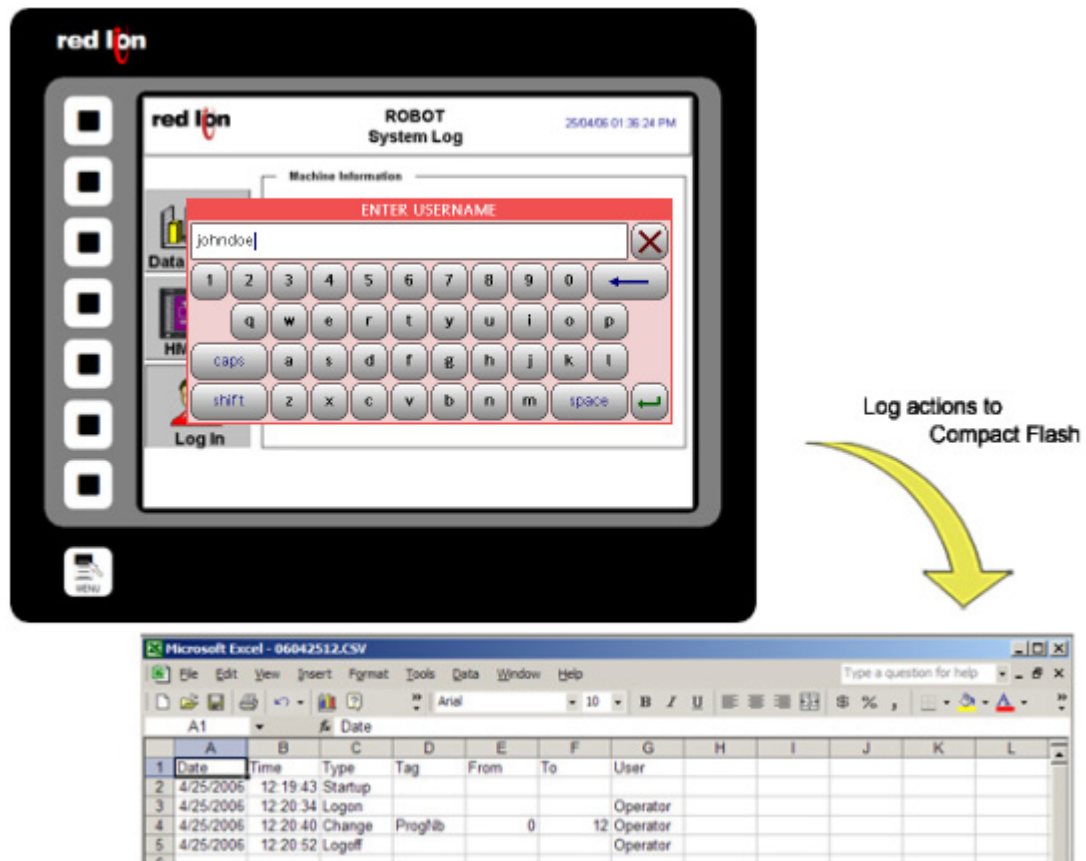 red lion
red lion
ROBOT
System Log
25/04/06 01:36:24 PM
Machine Information
ENTER USERNAME
johndoe
Data
1 2 3 4 5 6 7 8 9 0
q w e r t y u i o p
HM
caps a s d f g h j k l
shift z x c v b n m space
Log In
MENU
Log actions to
Compact Flash
Microsoft Excel - 06042512.CSV
File Edit View Insert Format Tools Data Window Help
Type a question for help
Arial 10 B I U $ % ,
A1 fx Date
A B C D E F G H I J K L
1 Date Time Type Tag From To User
2 4/25/2006 12:19:43 Startup
3 4/25/2006 12:20:34 Logon Operator
4 4/25/2006 12:20:40 Change ProgNb 0 12 Operator
5 4/25/2006 12:20:52 Logoff Operator